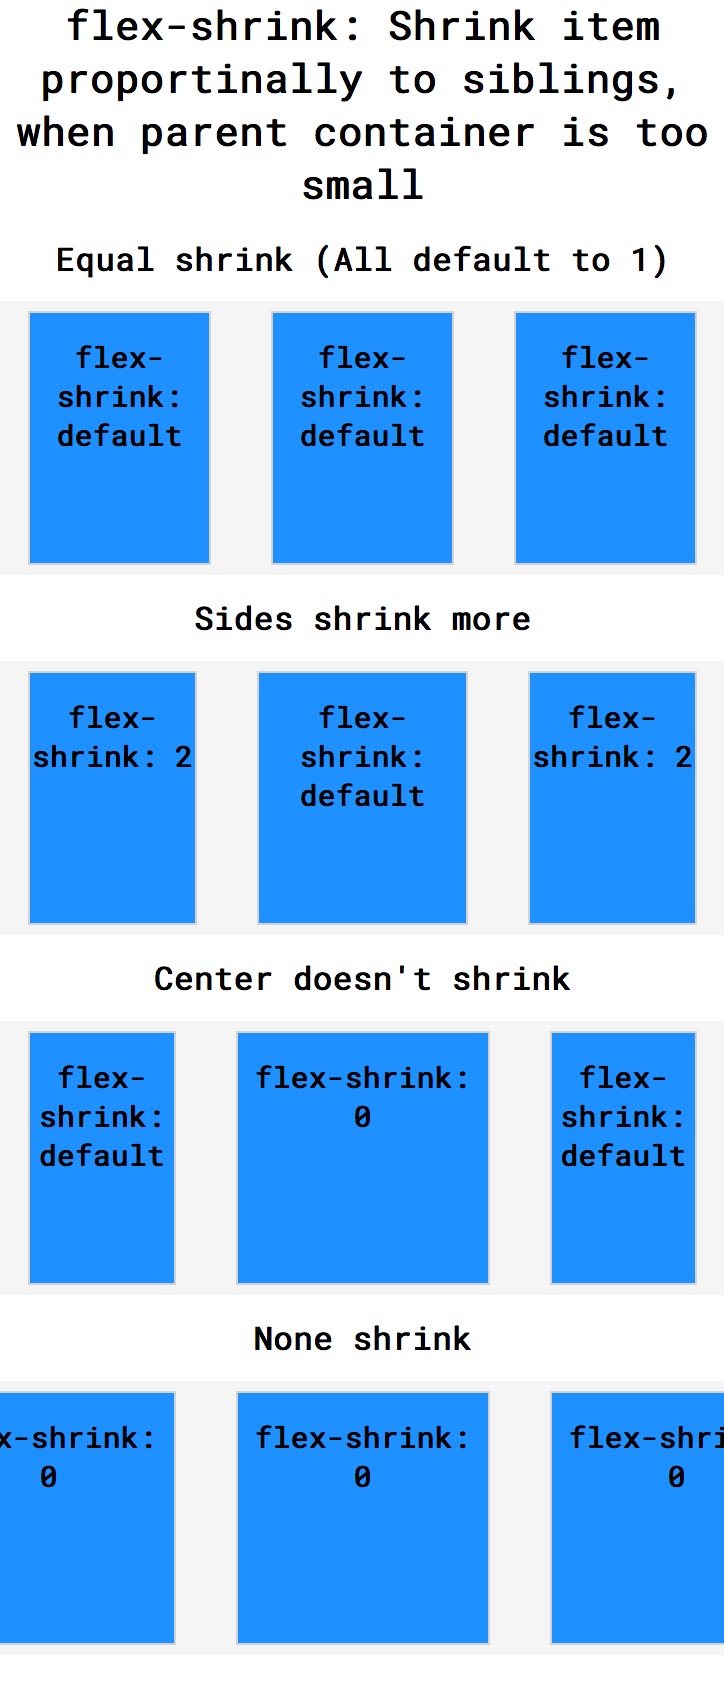 flex-shrink: Shrink item
proportinally to siblings,
when parent container is too
small
Equal shrink (All default to 1)
flex-
shrink:
default
flex-
shrink:
default
flex-
shrink:
default
Sides shrink more
flex-
shrink: 2
flex-
shrink:
default
flex-
shrink: 2
Center doesn't shrink
flex-
shrink:
default
flex-shrink:
0
flex-
shrink:
default
None shrink
x-shrink:
0
flex-shrink:
0
flex-shri
0